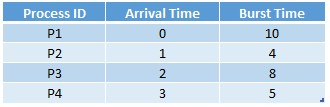 Process ID Arrival Time Burst Time
P1 0 10
P2 1 4
P3 2 8
P4 3 5